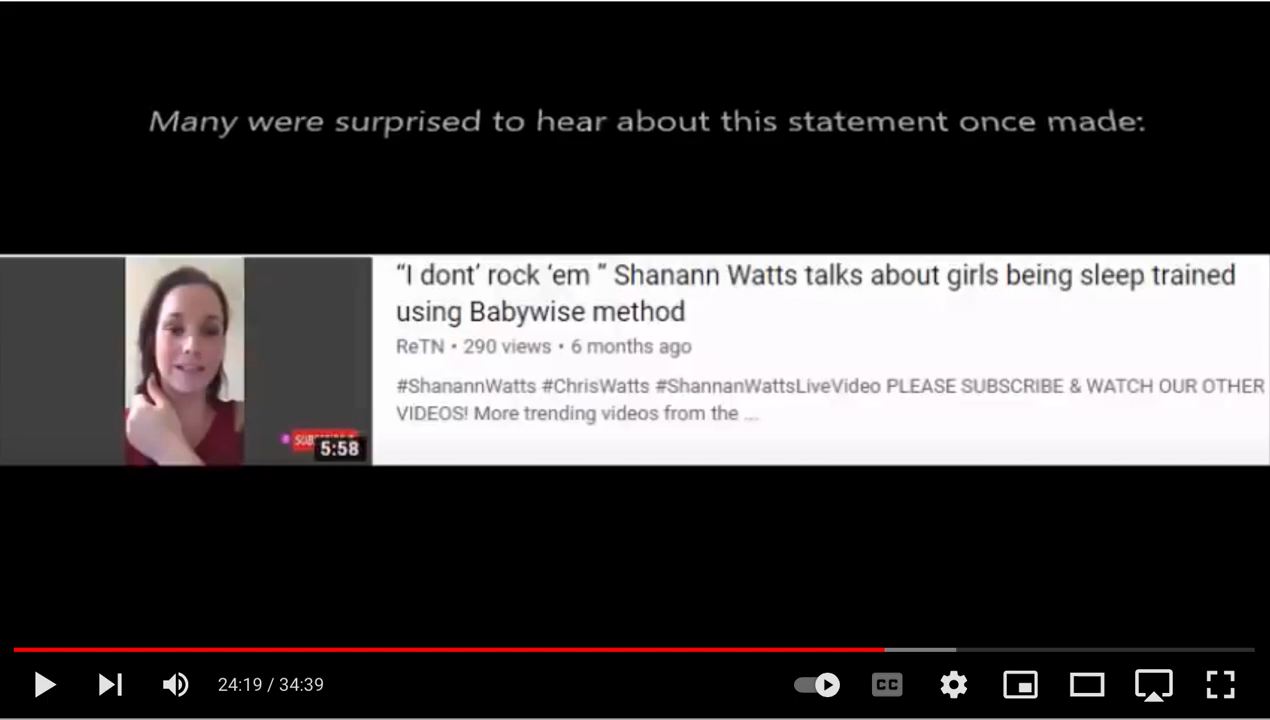 Many were surprised to hear about this statement once made:
“I dont’ rock ‘em ” Shanann Watts talks about girls being sleep trained
using Babywise method
ReTN • 290 views • 6 months ago
#ShanannWatts #ChrisWatts #ShannanWattsLiveVideo PLEASE SUBSCRIBE & WATCH OUR OTHER
VIDEOS! More trending videos from the ...
5:58
24:19 / 34:39
CC